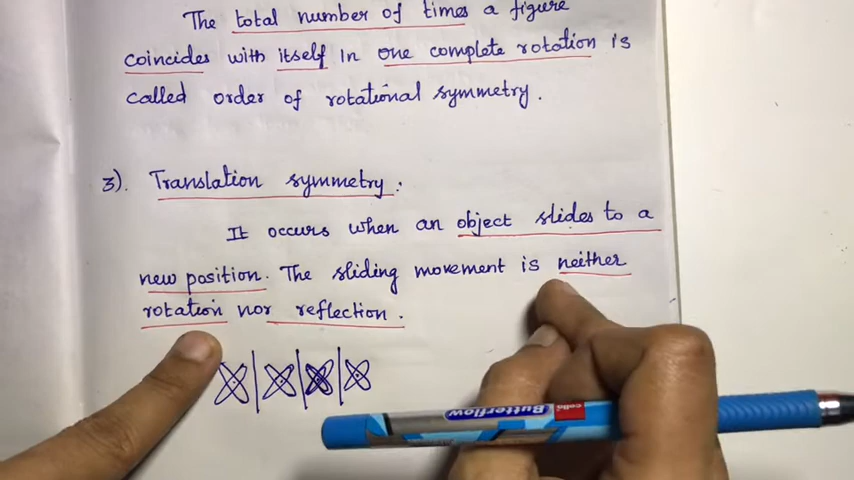 The total number of times a figure
coincides with itself in one complete rotation is
called order of rotational symmetry.
3). Translation symmetry:
It occurs when an object slides to a
new position. The sliding movement is neither
rotation nor reflection.
Butterflow cello